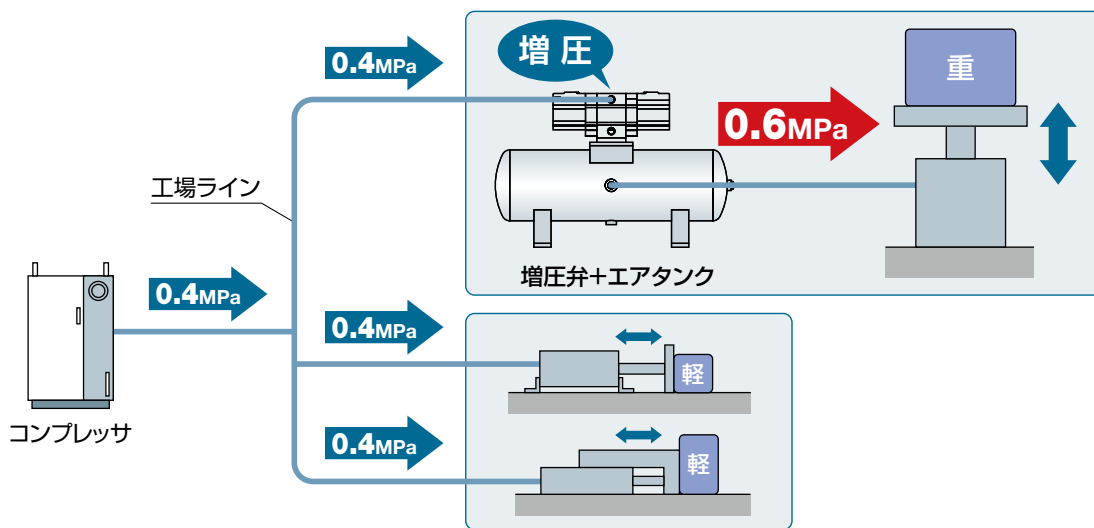 0.4MPa
増圧
重
0.6MPa
工場ライン
増圧弁+エアタンク
0.4MPa
0.4MPa
軽
コンプレッサ
0.4MPa
軽